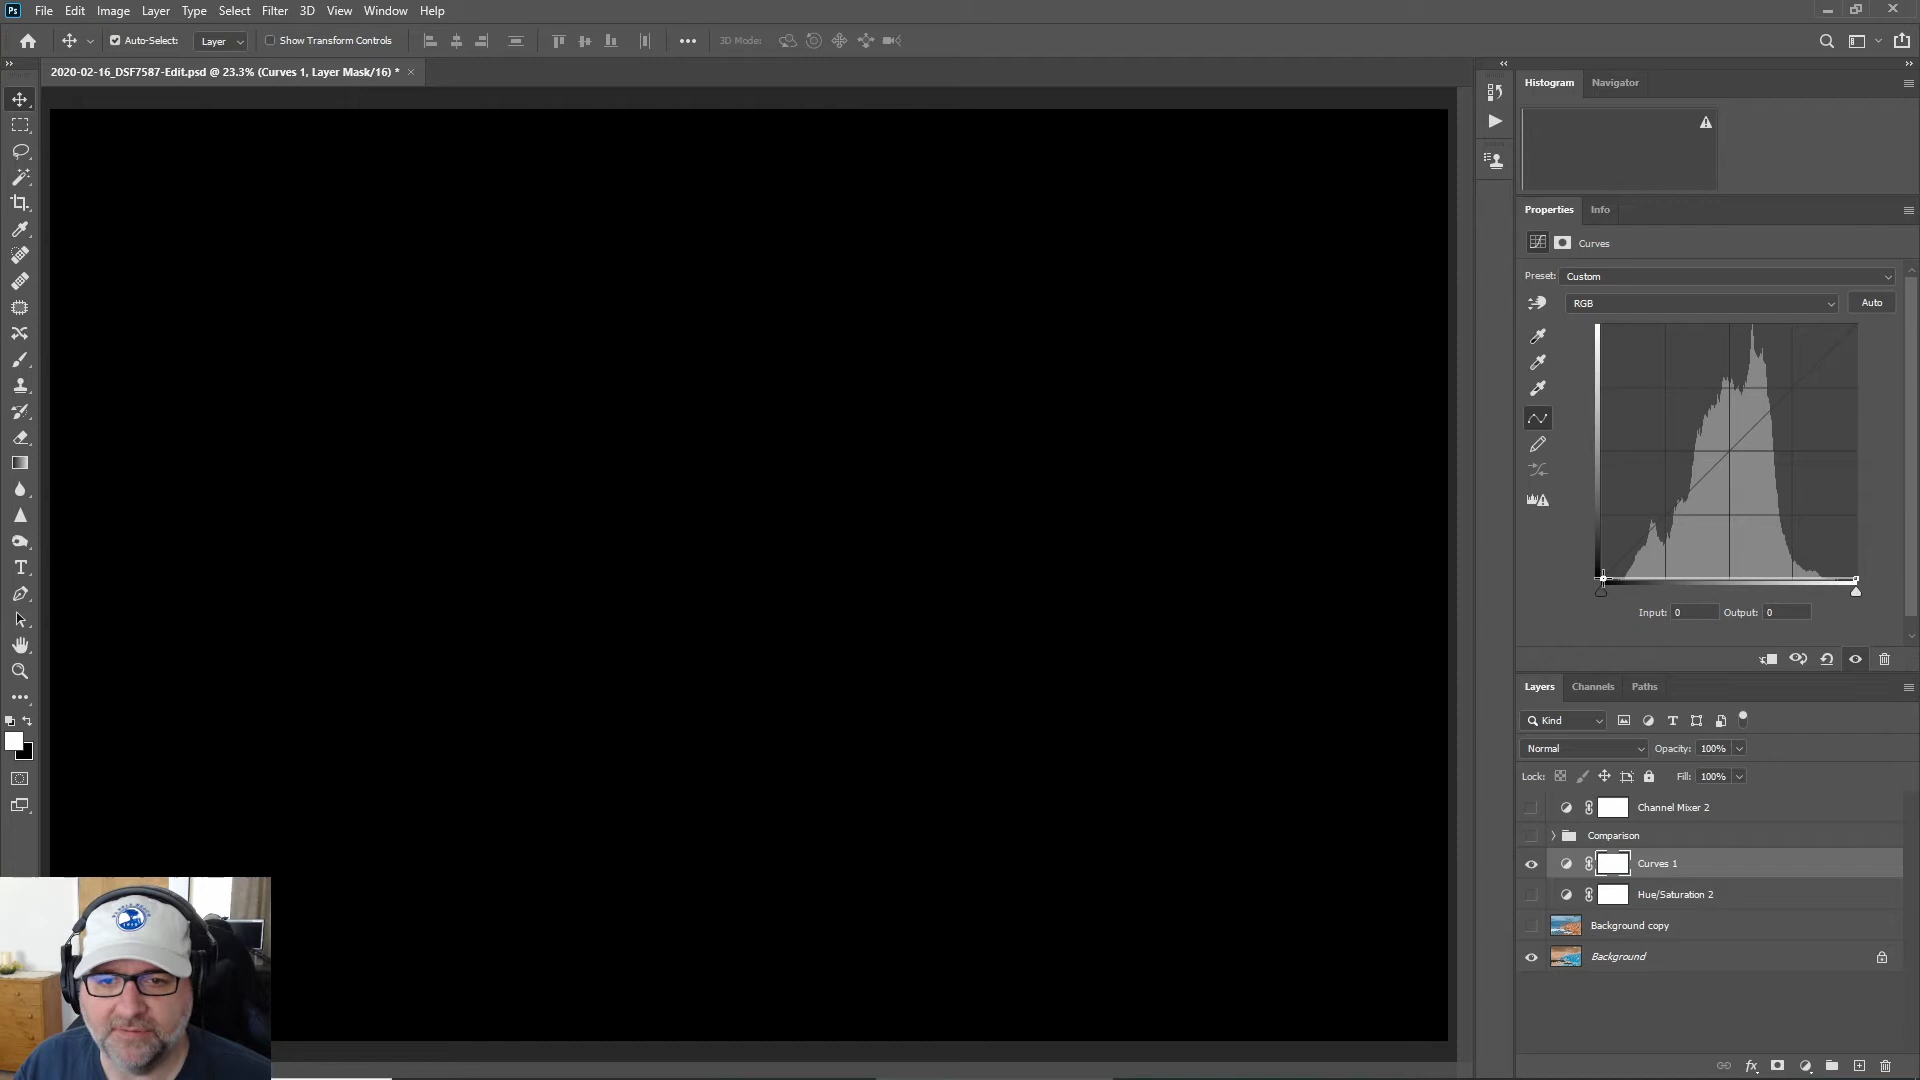 File Edit Image Layer Type Select Filter 3D View Window Help
Auto-Select: Layer Show Transform Controls 3D Mode:
2020-02-16_DSF7587-Edit.psd @ 23.3% (Curves 1, Layer Mask/16) *
Histogram Navigator
Properties Info
Curves
Preset: Custom
RGB Auto
Input: 0 Output: 0
Layers Channels Paths
Kind
Normal Opacity: 100%
Lock: Fill: 100%
Channel Mixer 2
Comparison
Curves 1
Hue/Saturation 2
Background copy
Background